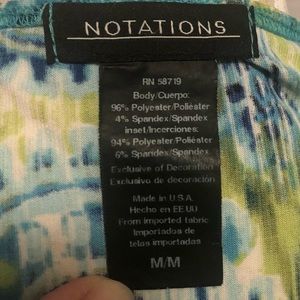 NOTATIONS
RN 58719
Body/Cuerpo:
96% Polyester/Poliéster
4% Spandex/Spandex
inset/Incerciones:
94% Polyester/Poliéster
6% Spandex/Spandex
Exclusive of Decoration
Exclusivo de decoración
Made in U.S.A.
Hecho en EE UU
From imported fabric
Importadas de
telas importadas
M/M